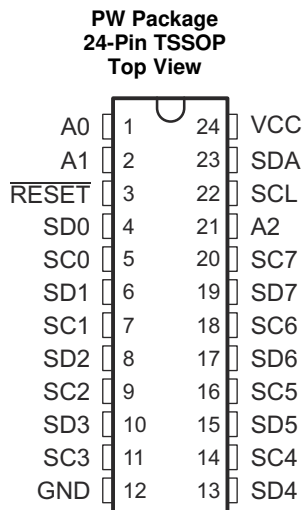 PW Package
24-Pin TSSOP
Top View
A0 1 24 VCC
A1 2 23 SDA
RESET 3 22 SCL
SD0 4 21 A2
SC0 5 20 SC7
SD1 6 19 SD7
SC1 7 18 SC6
SD2 8 17 SD6
SC2 9 16 SC5
SD3 10 15 SD5
SC3 11 14 SC4
GND 12 13 SD4